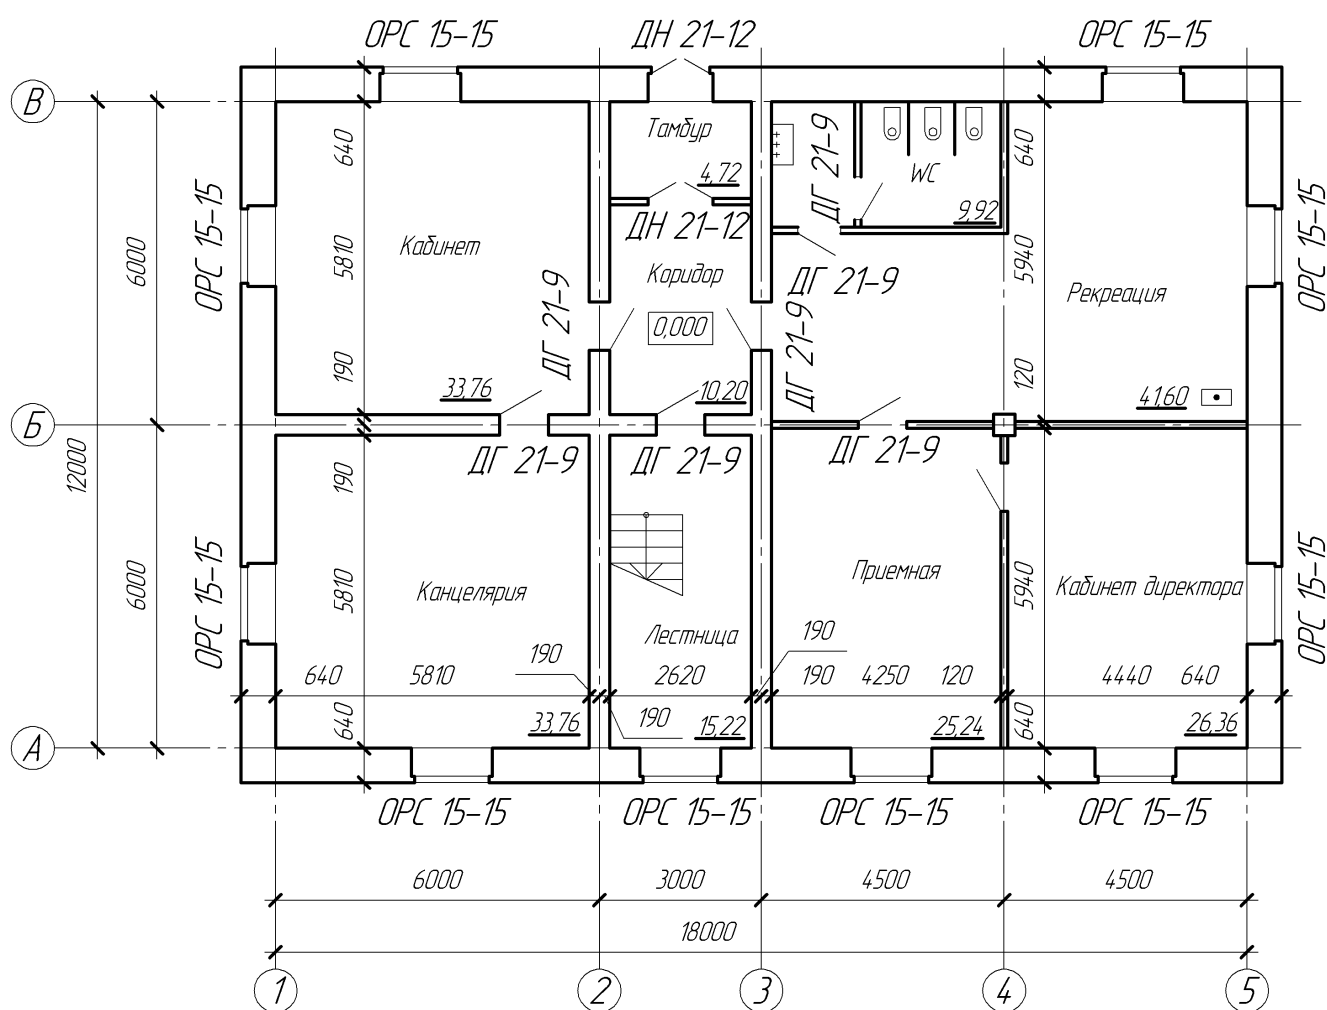 ОРС 15-15
ДН 21-12
ОРС 15-15
В
640
Тамбур
4,72
ДГ 21-9
WC
9,92
640
ОРС 15-15
6000
5810
Кабинет
ДН 21-12
Коридор
0,000
ДГ 21-9
ДГ 21-9
ДГ 21-9
5940
Рекреация
ОРС 15-15
190
33,76
10,20
120
41,60
Б
12000
190
ДГ 21-9
ДГ 21-9
ДГ 21-9
ОРС 15-15
6000
5810
Канцелярия
Лестница
Приемная
5940
Кабинет директора
ОРС 15-15
190
190
640
5810
2620
190
4250
120
4440
640
640
33,76
190
15,22
25,24
640
26,36
А
ОРС 15-15
ОРС 15-15
ОРС 15-15
ОРС 15-15
6000
3000
4500
4500
18000
1
2
3
4
5